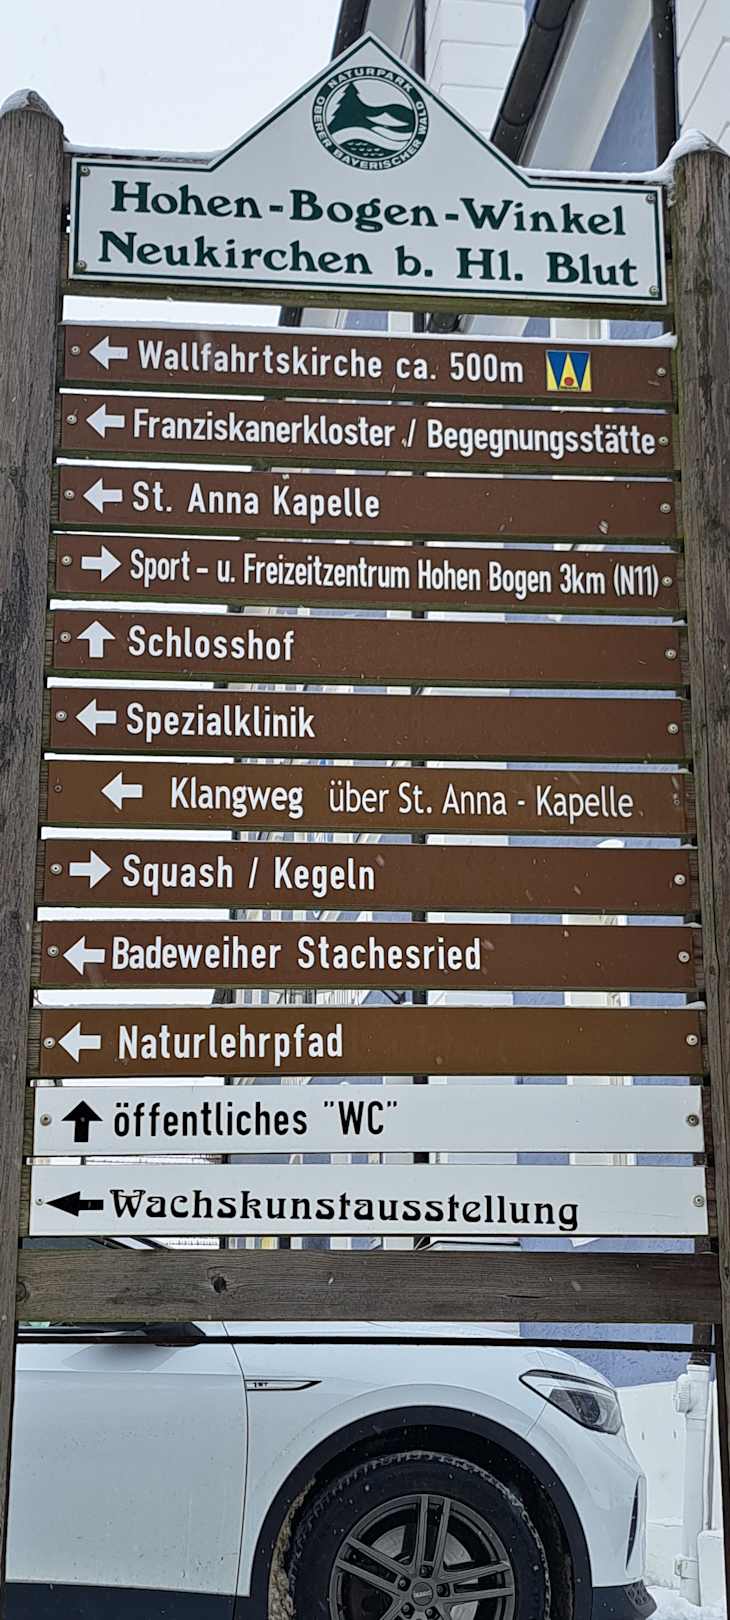 NATURPARK
OBERER BAYERISCHER WALD
Hohen-Bogen-Winkel
Neukirchen b. Hl. Blut
Wallfahrtskirche ca. 500m
Franziskanerkloster / Begegnungsstätte
St. Anna Kapelle
Sport- u. Freizeitzentrum Hohen Bogen 3km (N11)
Schlosshof
Spezialklinik
Klangweg über St. Anna - Kapelle
Squash / Kegeln
Badeweiher Stachesried
Naturlehrpfad
öffentliches "WC"
Wachskunstausstellung
1ST